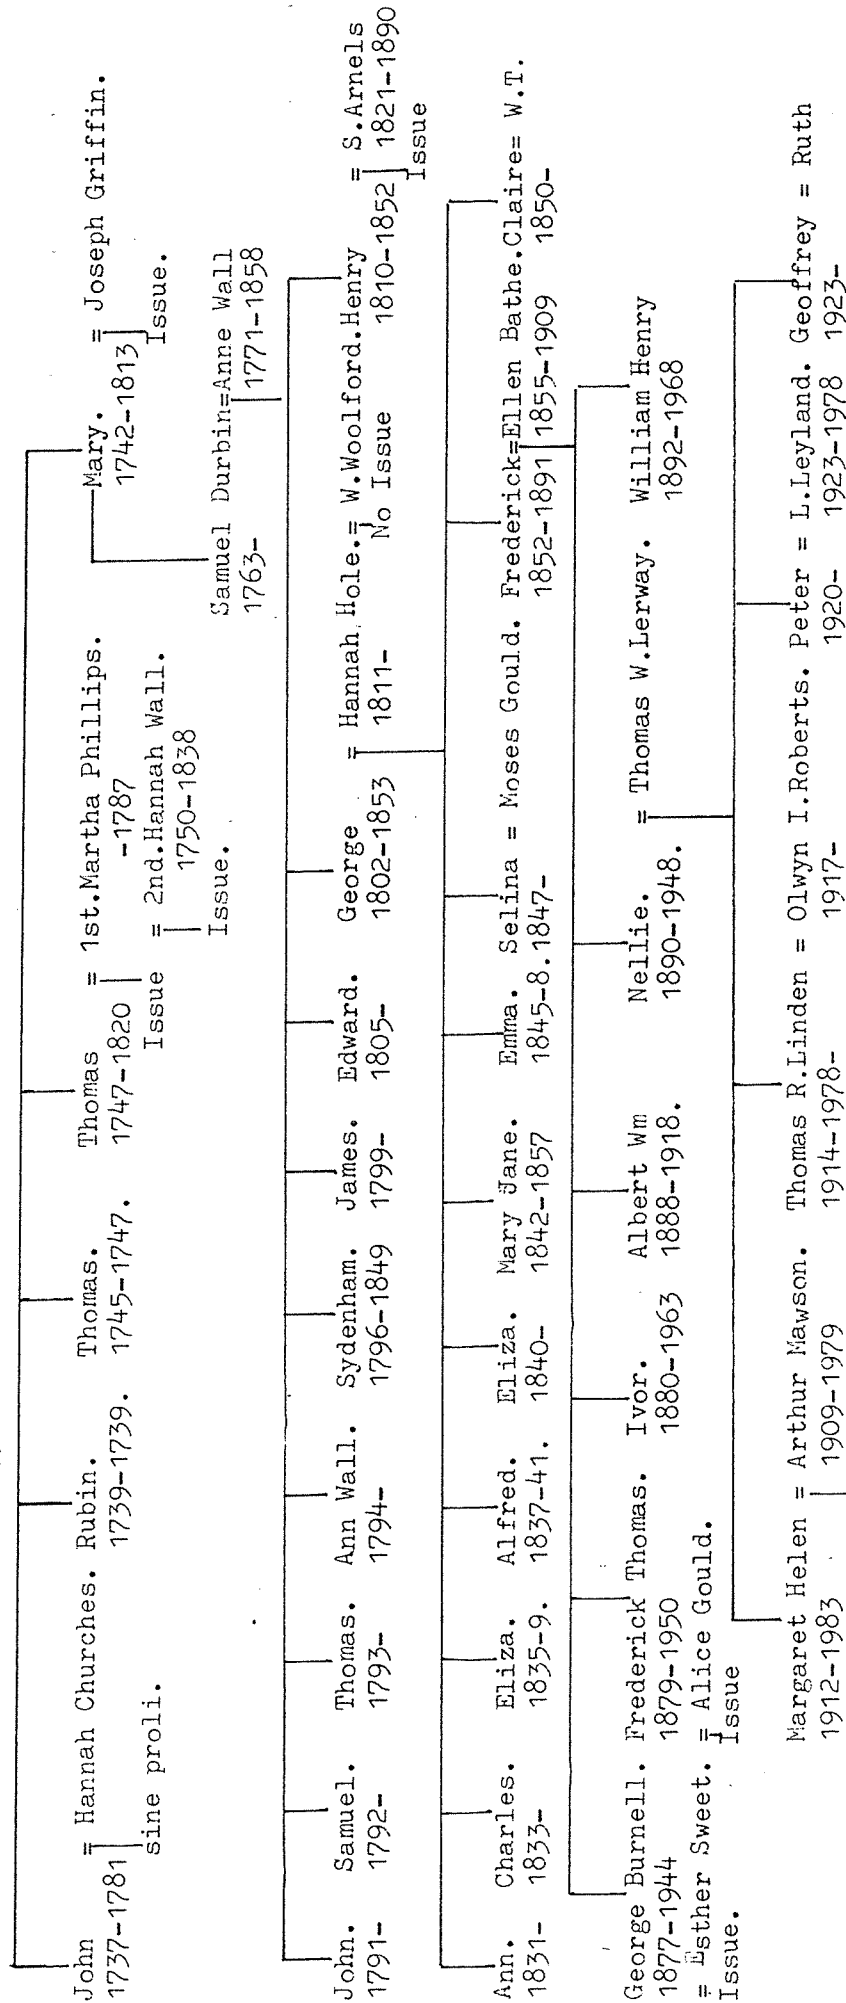 John = Hannah Churches. Rubin. Thomas. Thomas = 1st.Martha Phillips. Mary. = Joseph Griffin.
1737-1781 1739-1739. 1745-1747. 1747-1820 -1787 1742-1813
sine proli. Issue = 2nd.Hannah Wall. Issue.
1750-1838
Issue.
Samuel Durbin=Anne Wall
1763- 1771-1858
John. Samuel. Thomas. Ann Wall. Sydenham. James. Edward. George = Hannah Hole.= W.Woolford.Henry = S.Arnels
1791- 1792- 1793- 1794- 1796-1849 1799- 1805- 1802-1853 1811- No Issue 1810-1852 1821-1890
Issue
Ann. Charles. Eliza. Alfred. Eliza. Mary Jane. Emma. Selina = Moses Gould. Frederick=Ellen Bathe.Claire= W.T.
1831- 1833- 1835-9. 1837-41. 1840- 1842-1857 1845-8.1847- 1852-1891 1855-1909 1850-
George Burnell. Frederick Thomas. Ivor. Albert Wm Nellie. = Thomas W.Lerway. William Henry
1877-1944 1879-1950 1880-1963 1888-1918. 1890-1948. 1892-1968
= Esther Sweet. = Alice Gould.
Issue. Issue
Margaret Helen = Arthur Mawson. Thomas R.Linden = Olwyn I.Roberts. Peter = L.Leyland. Geoffrey = Ruth
1912-1983 1909-1979 1914-1978- 1917- 1920- 1923-1978 1923-